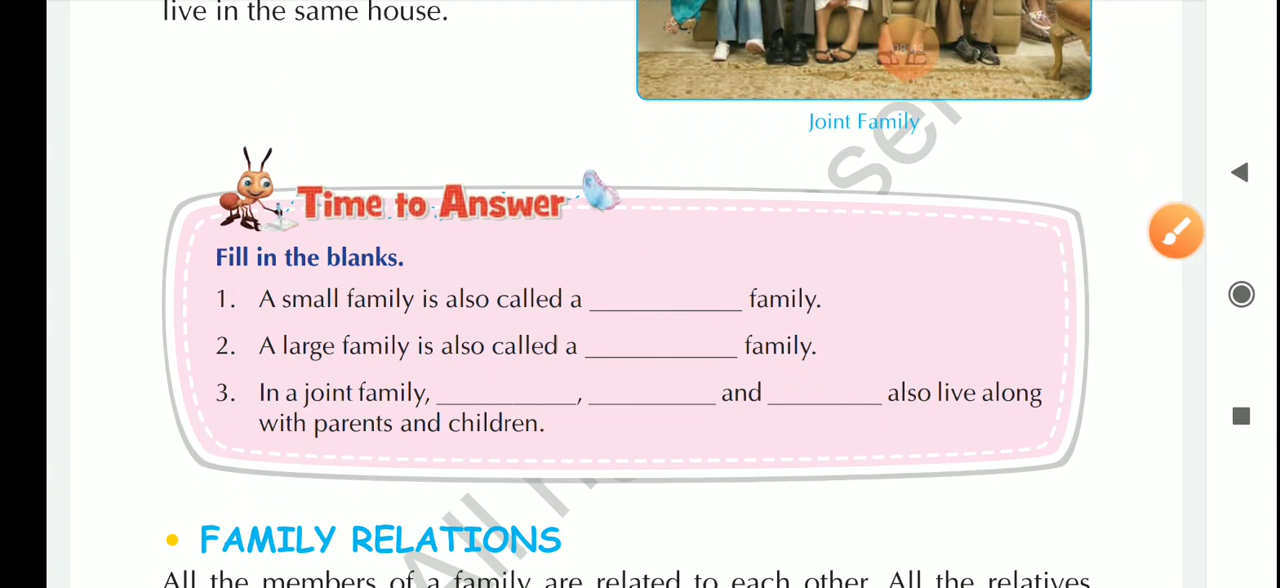 live in the same house.
Joint Family
Time to Answer
Fill in the blanks.
1. A small family is also called a ____________ family.
2. A large family is also called a ____________ family.
3. In a joint family, ___________, __________ and _________ also live along
with parents and children.
• FAMILY RELATIONS
All the members of a family are related to each other. All the relatives